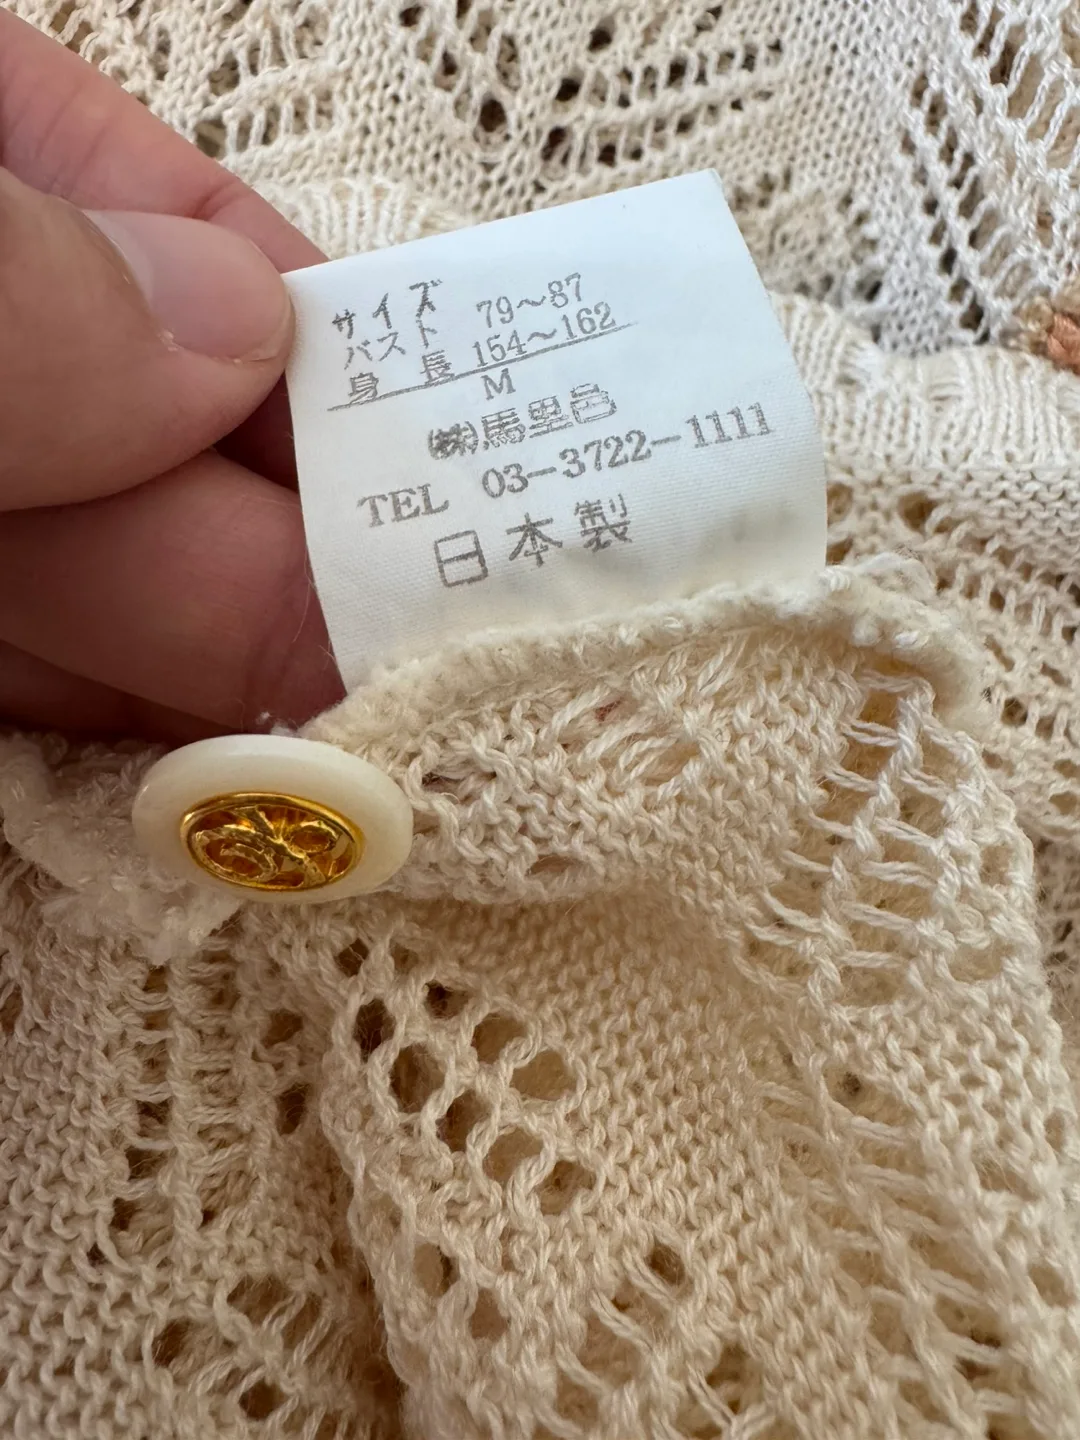 サイズ
バスト 79〜87
身長 154〜162
M
㈱馬里邑
TEL 03-3722-1111
日本製